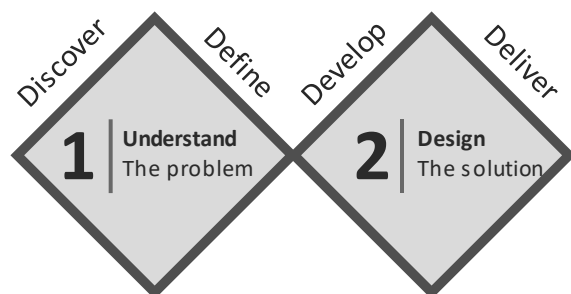 Discover
Define
Develop
Deliver
1
Understand
The problem
2
Design
The solution